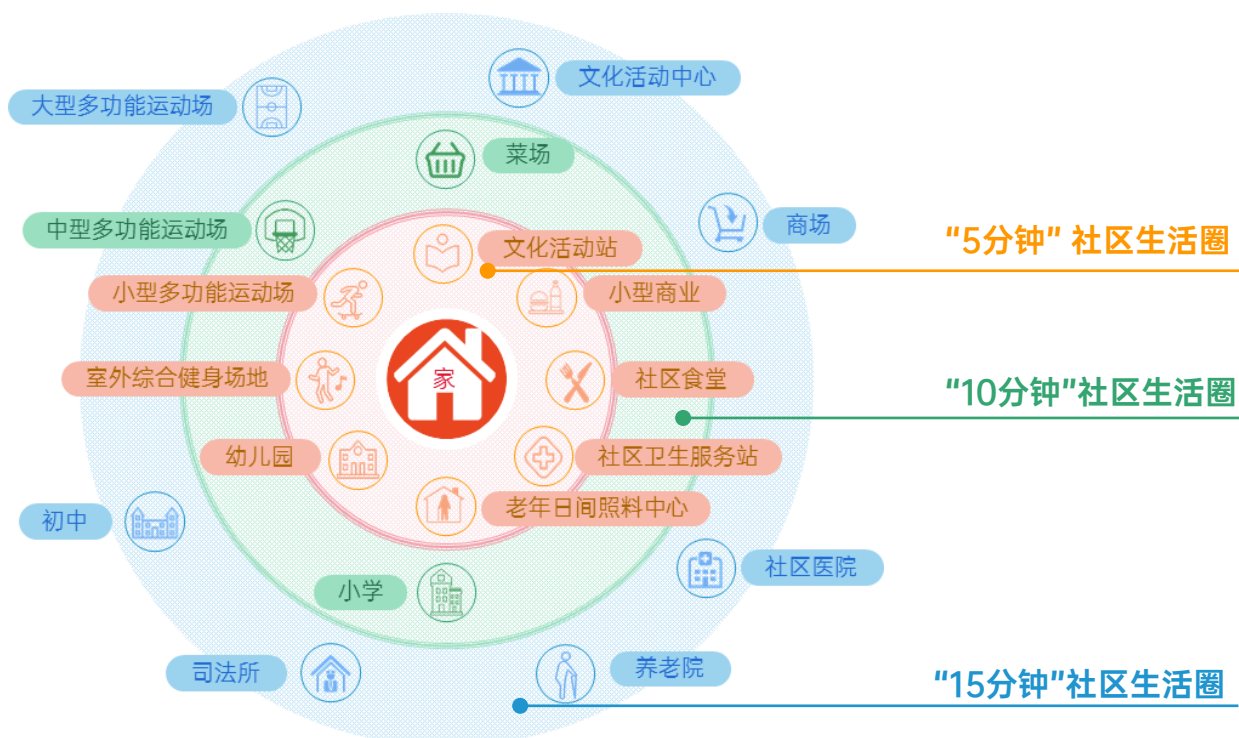 文化活动中心
大型多功能运动场
菜场
商场
中型多功能运动场
"5分钟" 社区生活圈
文化活动站
小型多功能运动场
小型商业
家
室外综合健身场地
社区食堂
"10分钟"社区生活圈
幼儿园
社区卫生服务站
老年日间照料中心
初中
社区医院
小学
司法所
养老院
"15分钟"社区生活圈